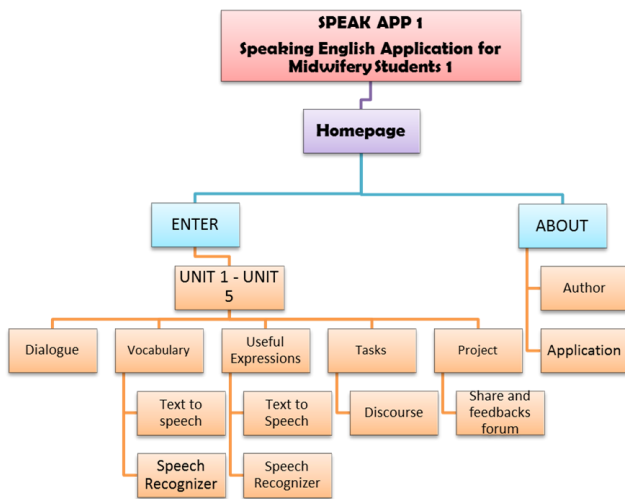 SPEAK APP 1
Speaking English Application for
Midwifery Students 1
Homepage
ENTER
ABOUT
UNIT 1 - UNIT
5
Author
Application
Dialogue
Vocabulary
Useful
Expressions
Tasks
Project
Text to
speech
Text to
Speech
Discourse
Share and
feedbacks
forum
Speech
Recognizer
Speech
Recognizer